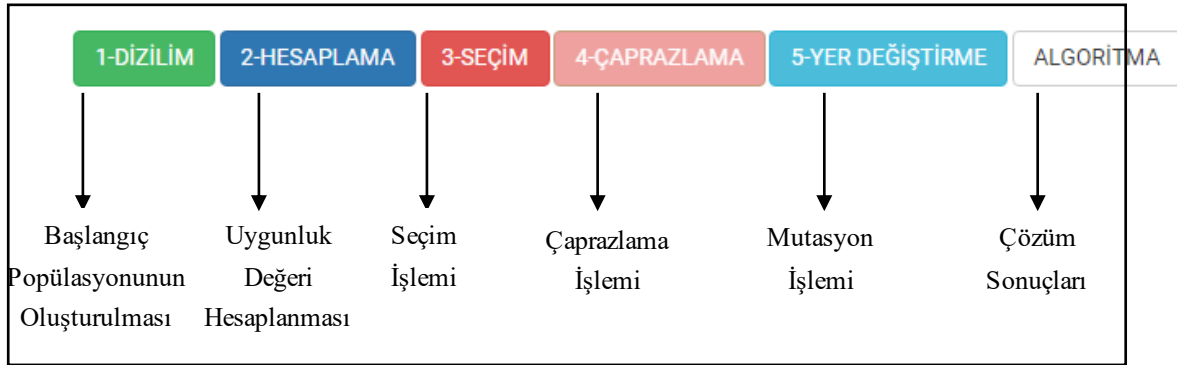 1-DİZİLİM
2-HESAPLAMA
3-SEÇİM
4-ÇAPRAZLAMA
5-YER DEĞİŞTİRME
ALGORİTMA
Başlangıç
Popülasyonunun
Oluşturulması
Uygunluk
Değeri
Hesaplanması
Seçim
İşlemi
Çaprazlama
İşlemi
Mutasyon
İşlemi
Çözüm
Sonuçları